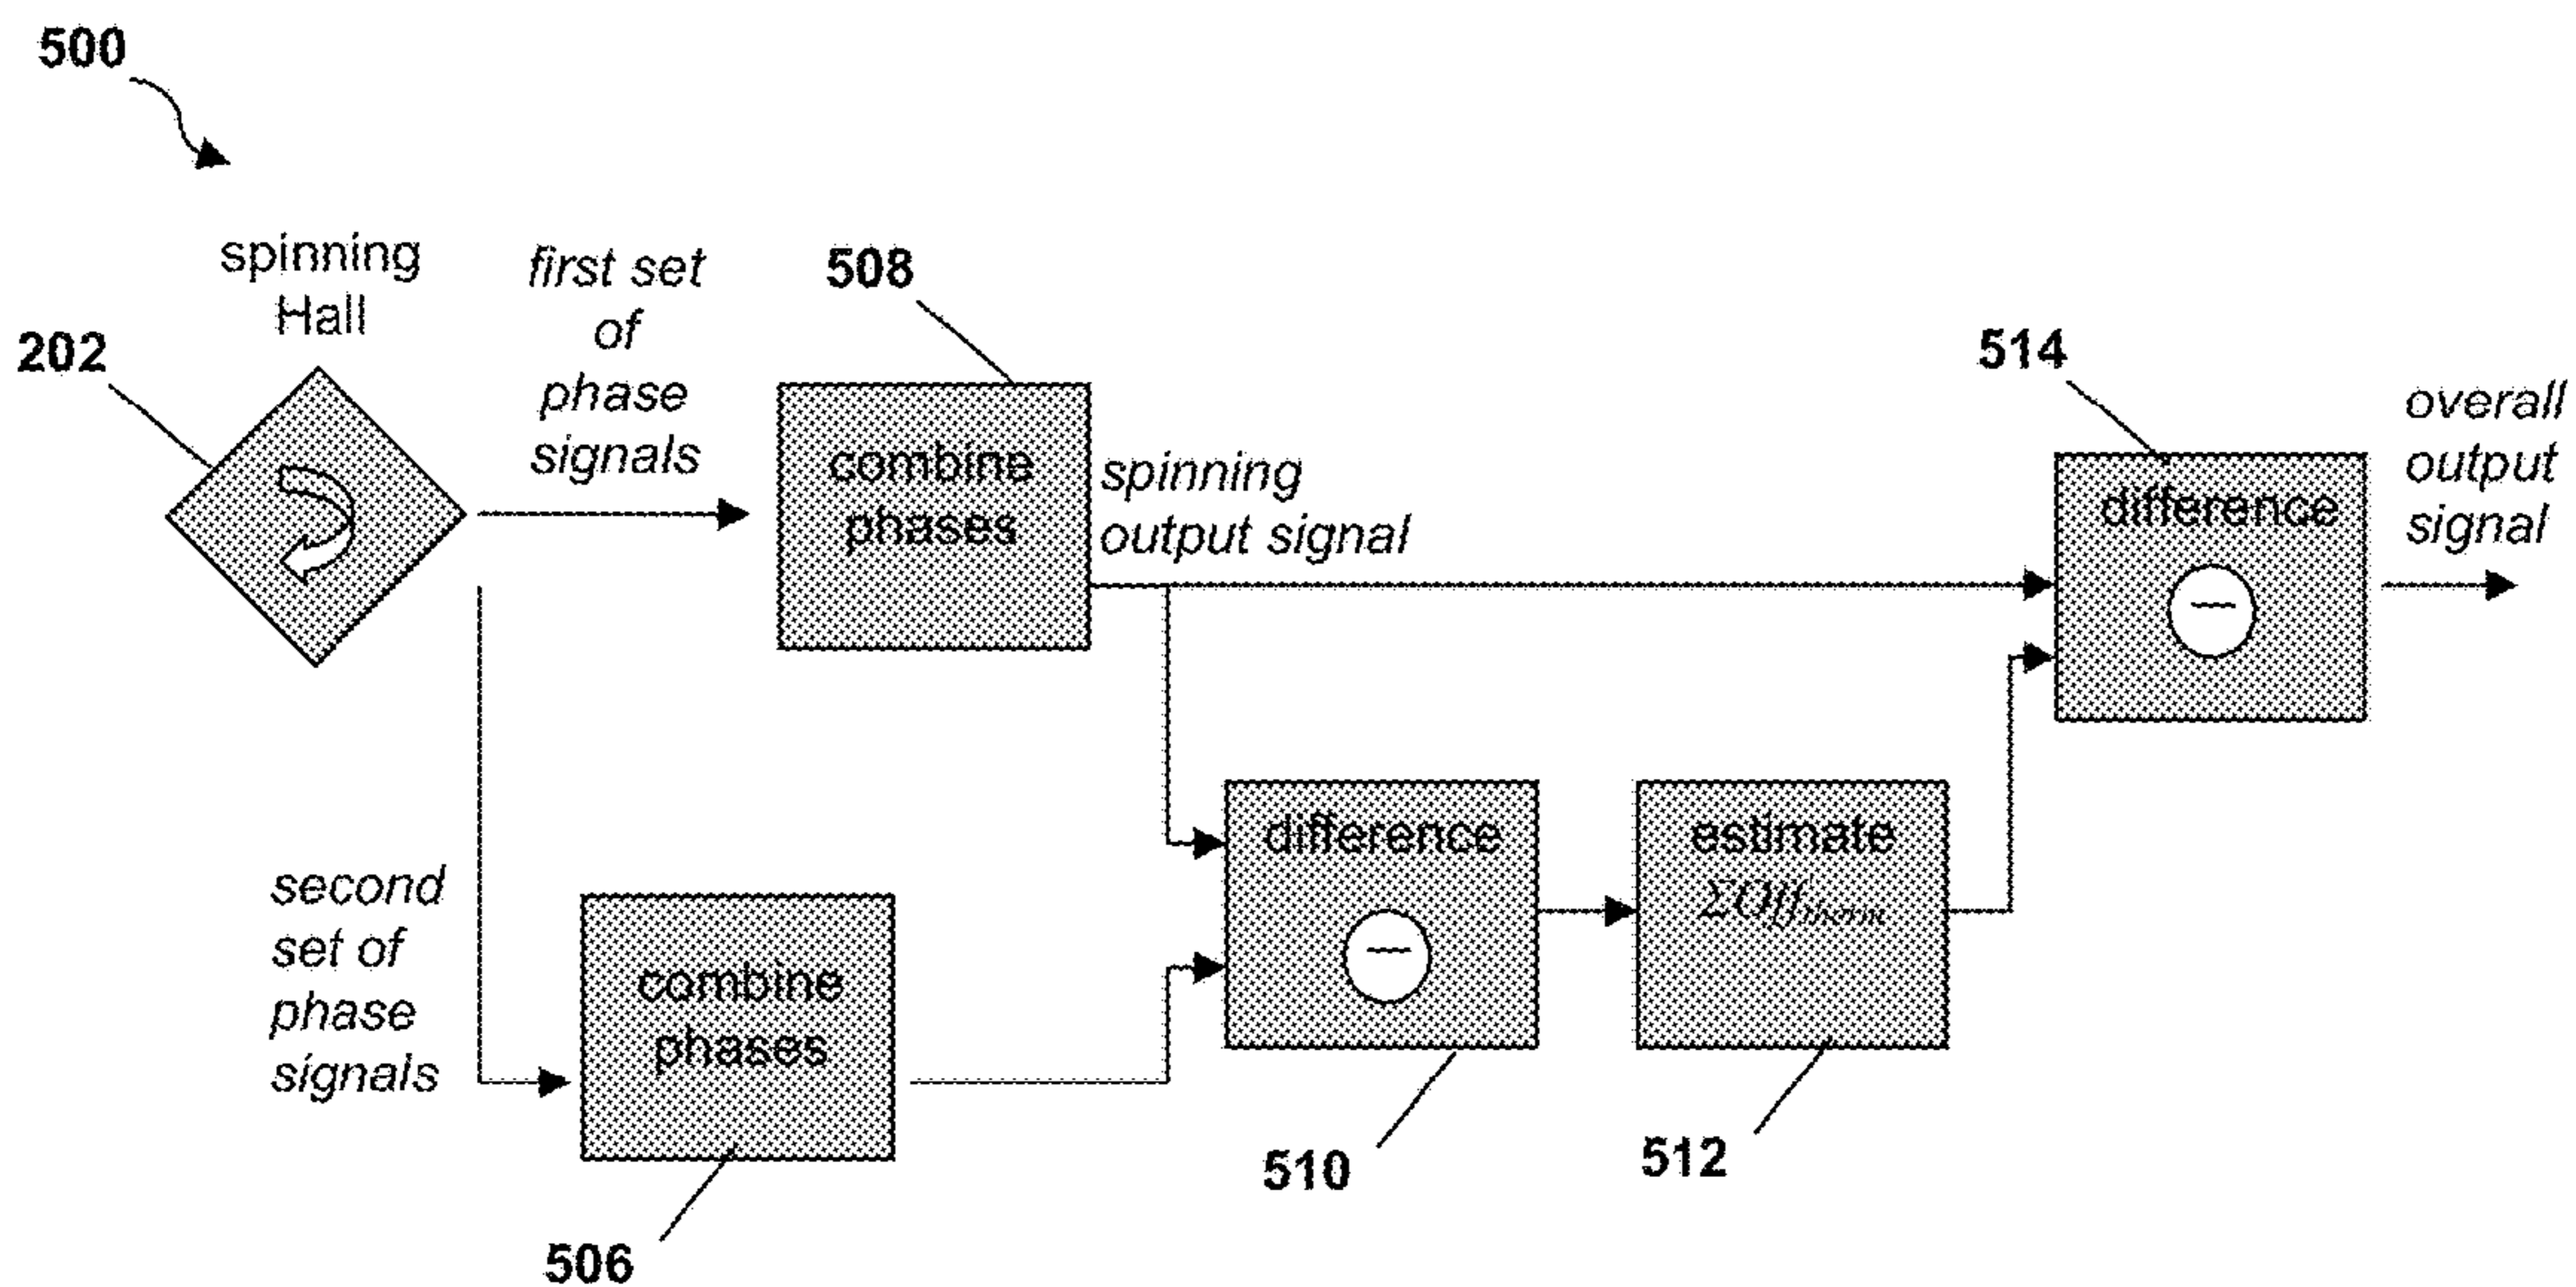 500
spinning
Hall
202
first set
of
phase
signals
508
combine
phases
spinning
output signal
514
difference
overall
output
signal
second
set of
phase
signals
combine
phases
506
difference
510
estimate
ΣOff_therm
512